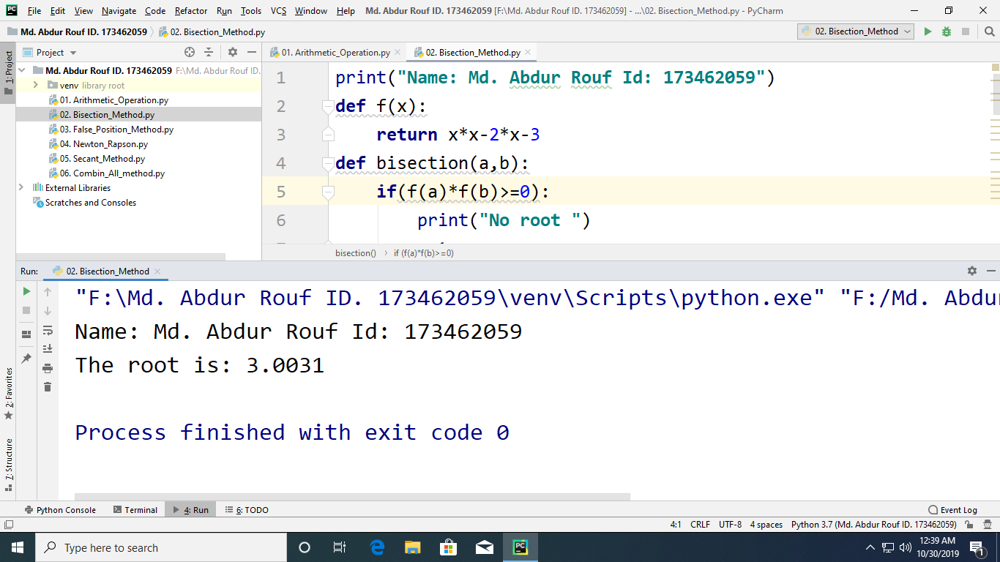 File Edit View Navigate Code Refactor Run Tools VCS Window Help Md. Abdur Rouf ID. 173462059 [F:\Md. Abdur Rouf ID. 173462059] - ...\02. Bisection_Method.py - PyCharm
Md. Abdur Rouf ID. 173462059 02. Bisection_Method.py 02. Bisection_Method
1: Project
Project
01. Arithmetic_Operation.py 02. Bisection_Method.py
Md. Abdur Rouf ID. 173462059 F:\Md. Abdur Rouf ID.
venv library root
01. Arithmetic_Operation.py
02. Bisection_Method.py
03. False_Position_Method.py
04. Newton_Rapson.py
05. Secant_Method.py
06. Combin_All_method.py
External Libraries
Scratches and Consoles
1 print("Name: Md. Abdur Rouf Id: 173462059")
2 def f(x):
3 return x*x-2*x-3
4 def bisection(a,b):
5 if(f(a)*f(b)>=0):
6 print("No root ")
bisection() if (f(a)*f(b)>=0)
Run: 02. Bisection_Method
"F:\Md. Abdur Rouf ID. 173462059\venv\Scripts\python.exe" "F:/Md. Abdu
Name: Md. Abdur Rouf Id: 173462059
The root is: 3.0031
Process finished with exit code 0
2: Favorites
7: Structure
Python Console Terminal 4: Run 6: TODO Event Log
4:1 CRLF UTF-8 4 spaces Python 3.7 (Md. Abdur Rouf ID. 173462059)
Type here to search
12:39 AM
10/30/2019
1